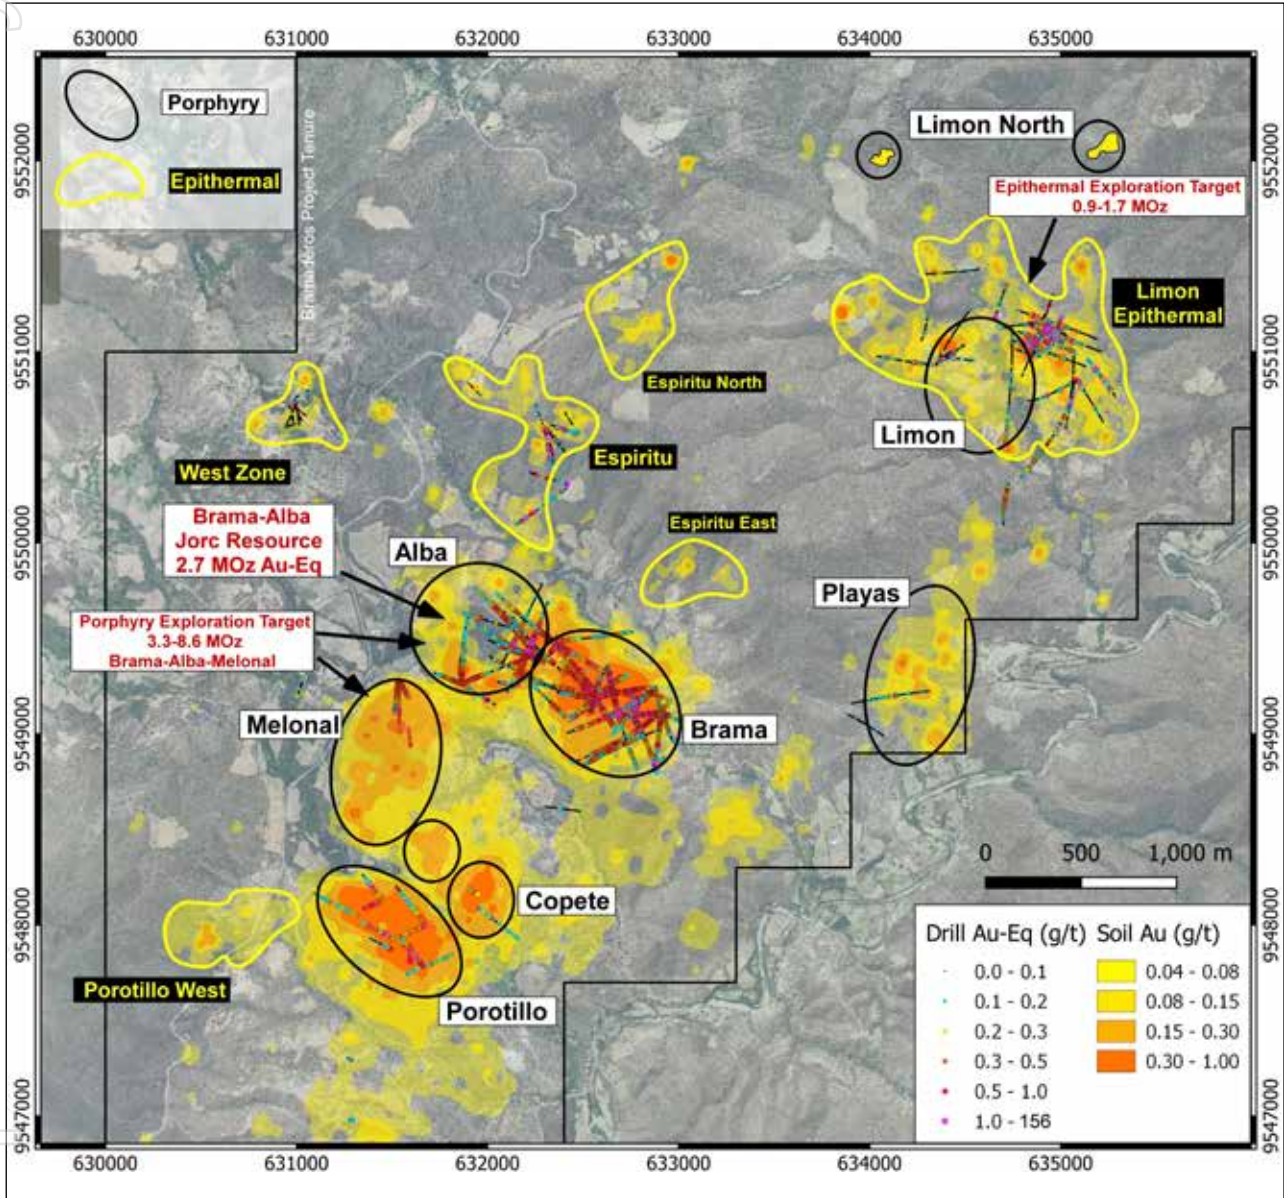 630000 631000 632000 633000 634000 635000
Porphyry
Epithermal
Bramaderos Project Tenure
Limon North
Epithermal Exploration Target
0.9-1.7 MOz
Limon
Epithermal
Espiritu North
Limon
West Zone
Espiritu
Espiritu East
Brama-Alba
Jorc Resource
2.7 MOz Au-Eq
Alba
Playas
Porphyry Exploration Target
3.3-8.6 MOz
Brama-Alba-Melonal
Melonal
Brama
0 500 1,000 m
Copete
Porotillo West
Porotillo
Drill Au-Eq (g/t)
0.0 - 0.1
0.1 - 0.2
0.2 - 0.3
0.3 - 0.5
0.5 - 1.0
1.0 - 156
Soil Au (g/t)
0.04 - 0.08
0.08 - 0.15
0.15 - 0.30
0.30 - 1.00
9552000
9551000
9550000
9549000
9548000
9547000
9552000
9551000
9550000
9549000
9548000
9547000
630000 631000 632000 633000 634000 635000